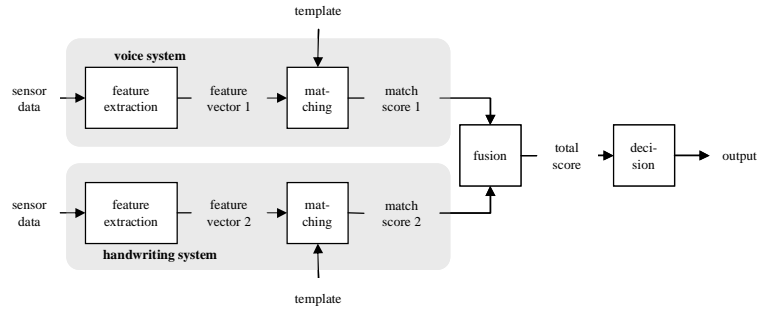 template
voice system
sensor
data
feature
extraction
feature
vector 1
mat-
ching
match
score 1
fusion
total
score
deci-
sion
output
sensor
data
feature
extraction
feature
vector 2
mat-
ching
match
score 2
handwriting system
template